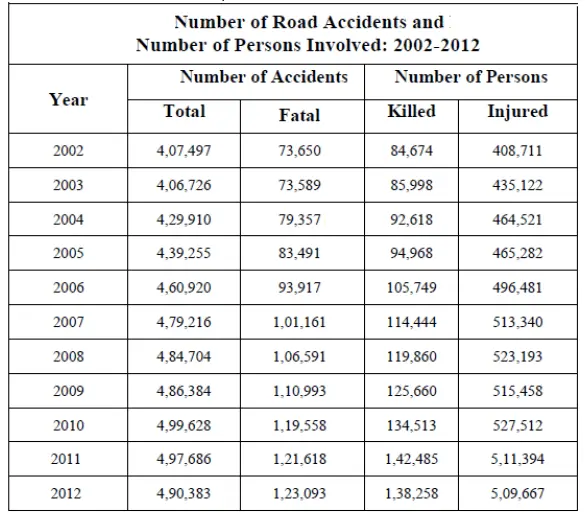 Number of Road Accidents and
Number of Persons Involved: 2002-2012
Year Number of Accidents Number of Persons
Total Fatal Killed Injured
2002 4,07,497 73,650 84,674 408,711
2003 4,06,726 73,589 85,998 435,122
2004 4,29,910 79,357 92,618 464,521
2005 4,39,255 83,491 94,968 465,282
2006 4,60,920 93,917 105,749 496,481
2007 4,79,216 1,01,161 114,444 513,340
2008 4,84,704 1,06,591 119,860 523,193
2009 4,86,384 1,10,993 125,660 515,458
2010 4,99,628 1,19,558 134,513 527,512
2011 4,97,686 1,21,618 1,42,485 5,11,394
2012 4,90,383 1,23,093 1,38,258 5,09,667